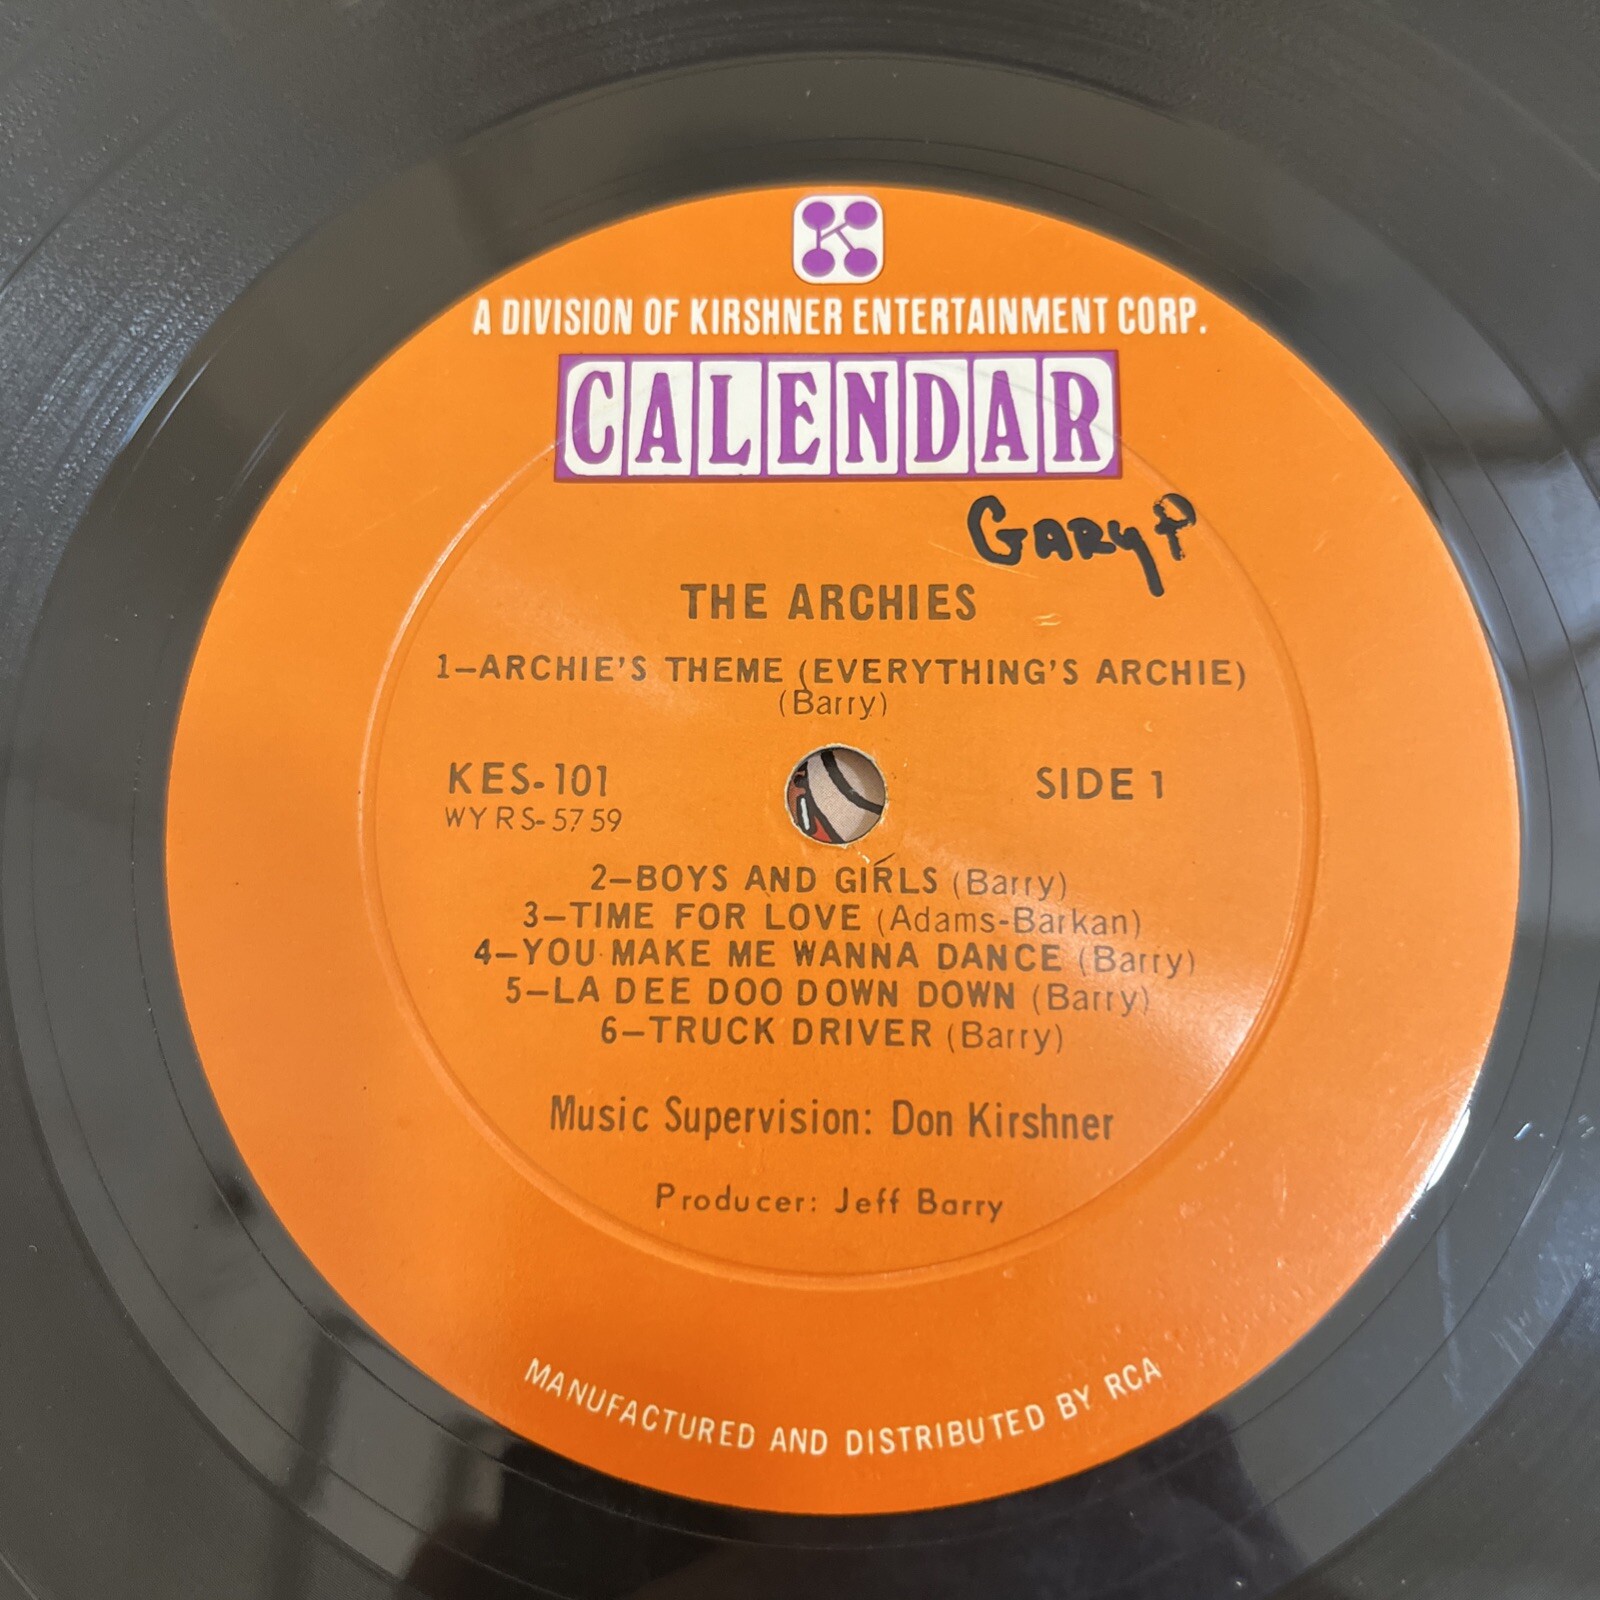 K
A DIVISION OF KIRSHNER ENTERTAINMENT CORP.
CALENDAR
GARY P
THE ARCHIES
1—ARCHIE'S THEME (EVERYTHING'S ARCHIE)
(Barry)
KES-101 SIDE 1
WYRS-5759
2—BOYS AND GIRLS (Barry)
3—TIME FOR LOVE (Adams-Barkan)
4—YOU MAKE ME WANNA DANCE (Barry)
5—LA DEE DOO DOWN DOWN (Barry)
6—TRUCK DRIVER (Barry)
Music Supervision: Don Kirshner
Producer: Jeff Barry
MANUFACTURED AND DISTRIBUTED BY RCA